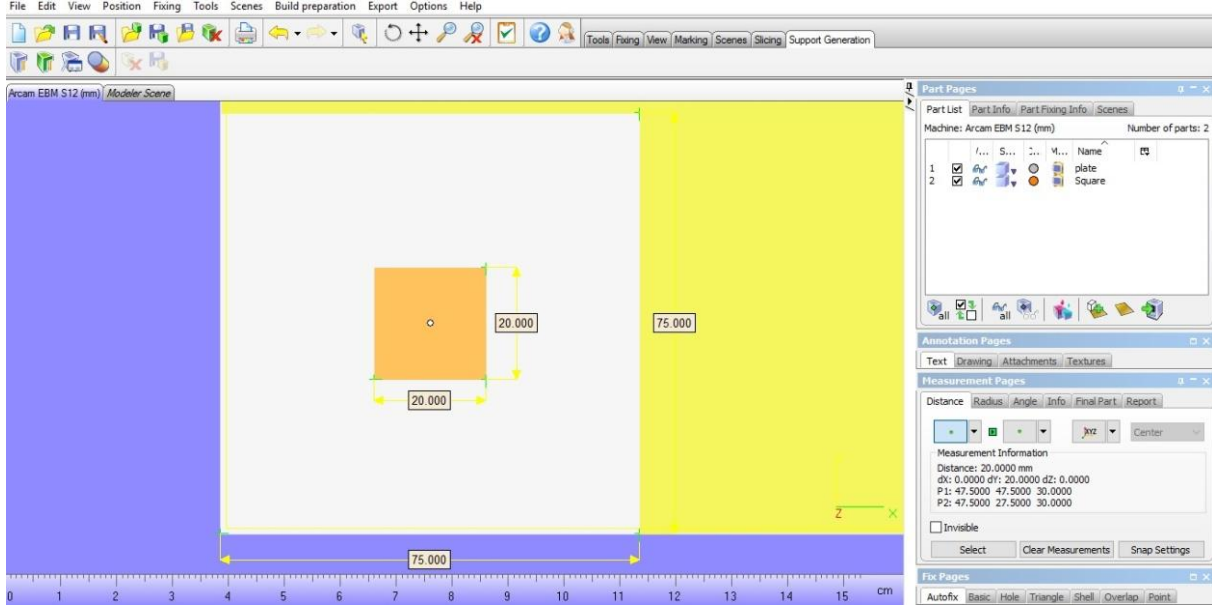 File Edit View Position Fixing Tools Scenes Build preparation Export Options Help
Tools Fixing View Marking Scenes Slicing Support Generation
Arcam EBM S12 (mm) Modeler Scene
20.000
75.000
20.000
Z X
75.000
0 1 2 3 4 5 6 7 8 9 10 11 12 13 14 15 cm
Part Pages
Part List Part Info Part Fixing Info Scenes
Machine: Arcam EBM S12 (mm) Number of parts: 2
S... M... Name
1 plate
2 Square
all all
Annotation Pages
Text Drawing Attachments Textures
Measurement Pages
Distance Radius Angle Info Final Part Report
XYZ Center
Measurement Information
Distance: 20.0000 mm
dX: 0.0000 dY: 20.0000 dZ: 0.0000
P1: 47.5000 47.5000 30.0000
P2: 47.5000 27.5000 30.0000
Invisible
Select Clear Measurements Snap Settings
Fix Pages
Autofix Basic Hole Triangle Shell Overlap Point